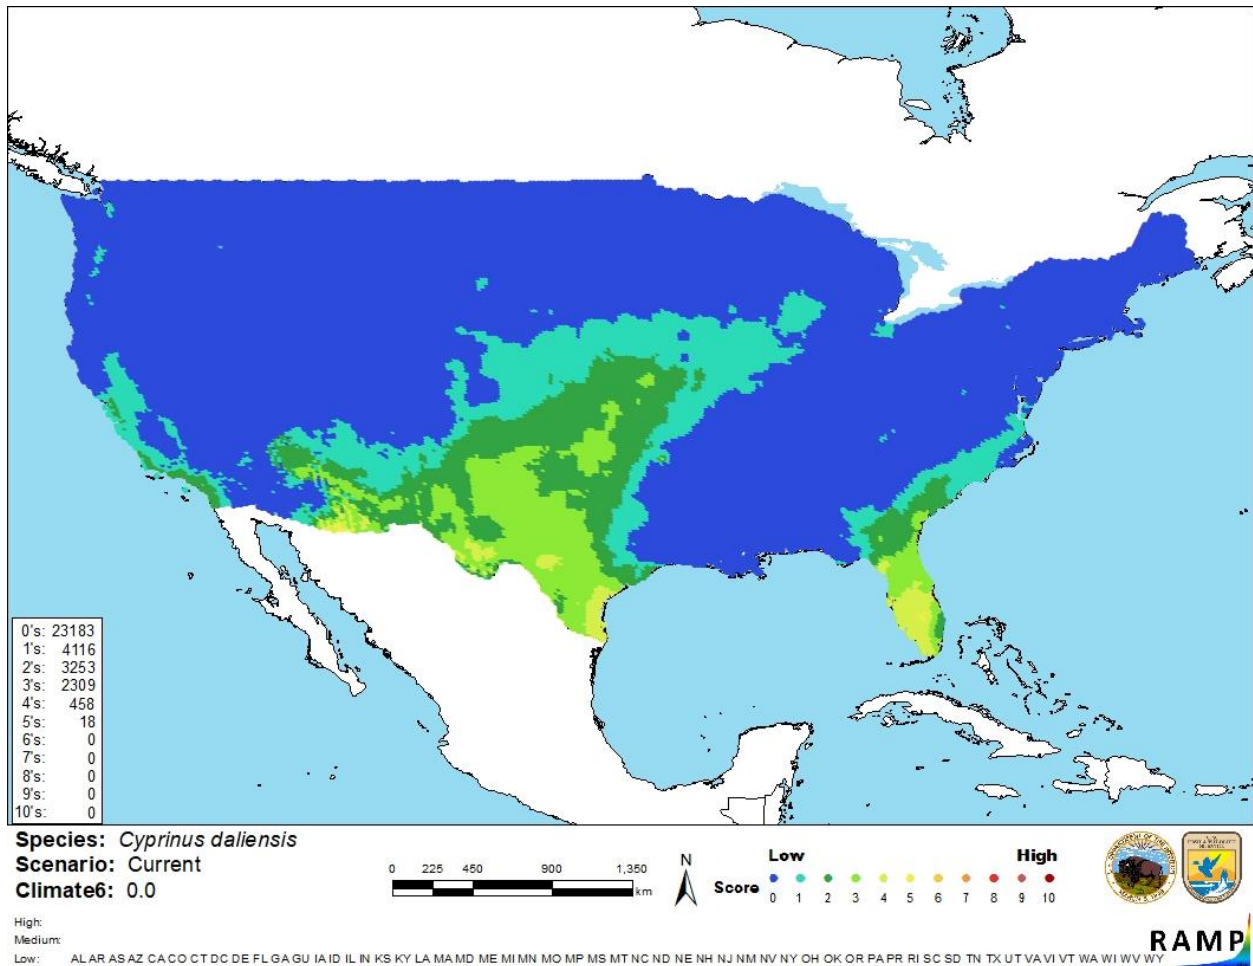 0's: 23183
1's: 4116
2's: 3253
3's: 2309
4's: 458
5's: 18
6's: 0
7's: 0
8's: 0
9's: 0
10's: 0
Species: Cyprinus daliensis
Scenario: Current
Climate6: 0.0
0 225 450 900 1,350
km
N
Low High
Score 0 1 2 3 4 5 6 7 8 9 10
High:
Medium:
Low: AL AR AS AZ CA CO CT DC DE FL GA GU IA ID IL IN KS KY LA MA MD ME MI MN MO MP MS MT NC ND NE NH NJ NM NV NY OH OK OR PA PR RI SC SD TN TX UT VA VI VT WA WI WV WY
RAMP